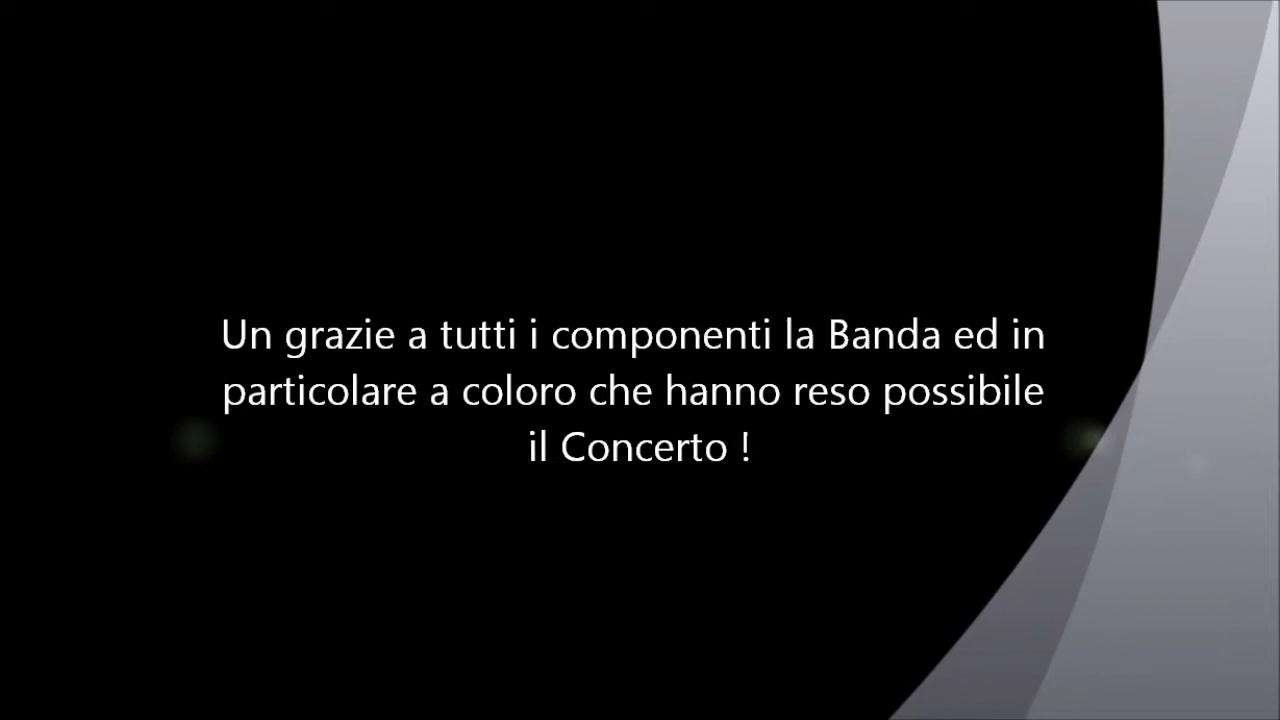 Un grazie a tutti i componenti la Banda ed in
particolare a coloro che hanno reso possibile
il Concerto !